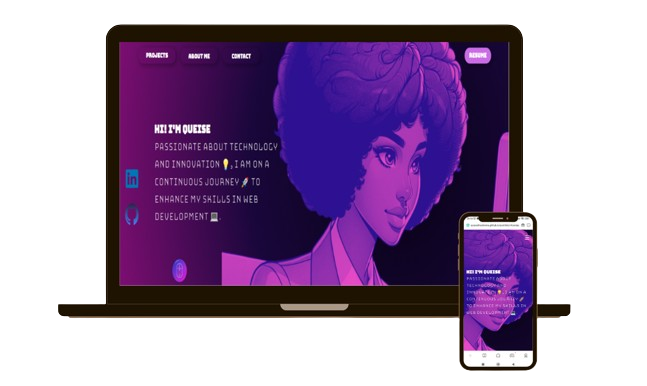 PROJECTS
ABOUT ME
CONTACT
RESUME
HI! I'M QUEISE
PASSIONATE ABOUT TECHNOLOGY
AND INNOVATION 💡, I AM ON A
CONTINUOUS JOURNEY 🚀 TO
ENHANCE MY SKILLS IN WEB
DEVELOPMENT 💻.
in
HI! I'M QUEISE
PASSIONATE ABOUT
TECHNOLOGY AND
INNOVATION 💡, I AM ON A
CONTINUOUS JOURNEY 🚀
TO ENHANCE MY SKILLS IN
WEB DEVELOPMENT 💻.